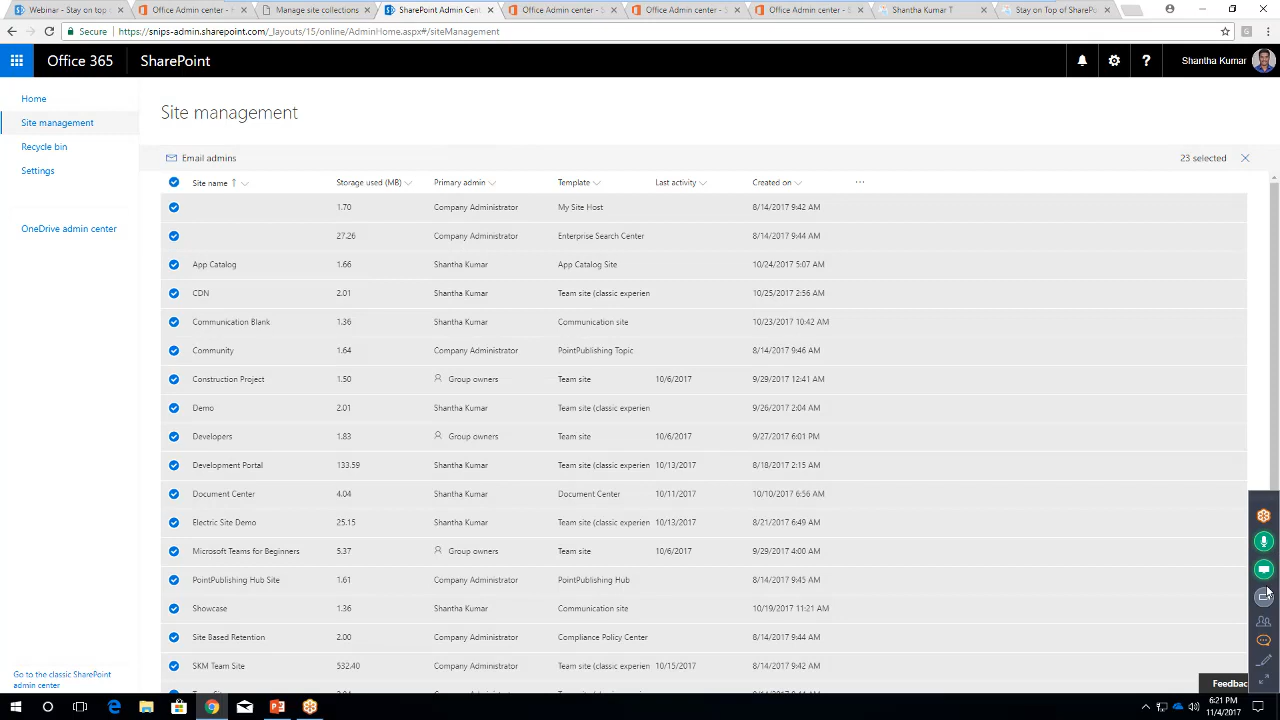 Webinar - Stay on top
Office Admin center -
Manage site collections
SharePoint Admin Cent
Office Admin center - S
Office Admin center - S
Office Admin center - S
Shantha Kumar T
Stay on Top of SharePo
Secure https://snips-admin.sharepoint.com/_layouts/15/online/AdminHome.aspx#/siteManagement
Office 365 SharePoint ? Shantha Kumar
Home
Site management
Recycle bin
Settings
OneDrive admin center
Go to the classic SharePoint
admin center
Site management
Email admins 23 selected
Site name Storage used (MB) Primary admin Template Last activity Created on ...
1.70 Company Administrator My Site Host 8/14/2017 9:42 AM
27.26 Company Administrator Enterprise Search Center 8/14/2017 9:44 AM
App Catalog 1.66 Shantha Kumar App Catalog Site 10/24/2017 5:07 AM
CDN 2.01 Shantha Kumar Team site (classic experien 10/25/2017 2:56 AM
Communication Blank 1.36 Shantha Kumar Communication site 10/23/2017 10:42 AM
Community 1.64 Company Administrator PointPublishing Topic 8/14/2017 9:46 AM
Construction Project 1.50 Group owners Team site 10/6/2017 9/29/2017 12:41 AM
Demo 2.01 Shantha Kumar Team site (classic experien 9/26/2017 2:04 AM
Developers 1.83 Group owners Team site 10/6/2017 9/27/2017 6:01 PM
Development Portal 133.59 Shantha Kumar Team site (classic experien 10/13/2017 8/18/2017 2:15 AM
Document Center 4.04 Shantha Kumar Document Center 10/11/2017 10/10/2017 6:56 AM
Electric Site Demo 25.15 Shantha Kumar Team site (classic experien 10/13/2017 8/21/2017 6:49 AM
Microsoft Teams for Beginners 5.37 Group owners Team site 10/6/2017 9/29/2017 4:00 AM
PointPublishing Hub Site 1.61 Company Administrator PointPublishing Hub 8/14/2017 9:45 AM
Showcase 1.36 Shantha Kumar Communication site 10/19/2017 11:21 AM
Site Based Retention 2.00 Company Administrator Compliance Policy Center 8/14/2017 9:44 AM
SKM Team Site 532.40 Company Administrator Team site (classic experien 10/15/2017 8/14/2017 9:42 AM
Feedbac
6:21 PM
11/4/2017